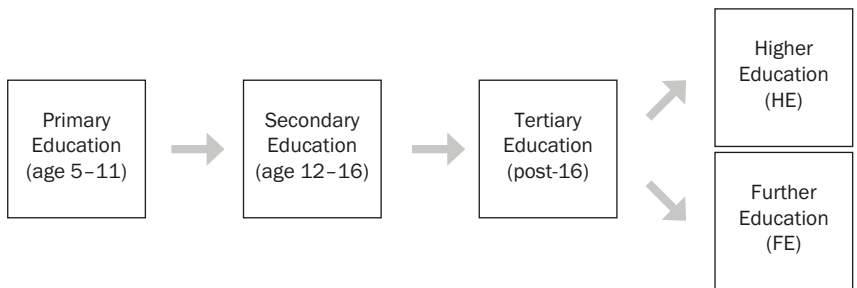 Primary
Education
(age 5–11)
Secondary
Education
(age 12–16)
Tertiary
Education
(post-16)
Higher
Education
(HE)
Further
Education
(FE)